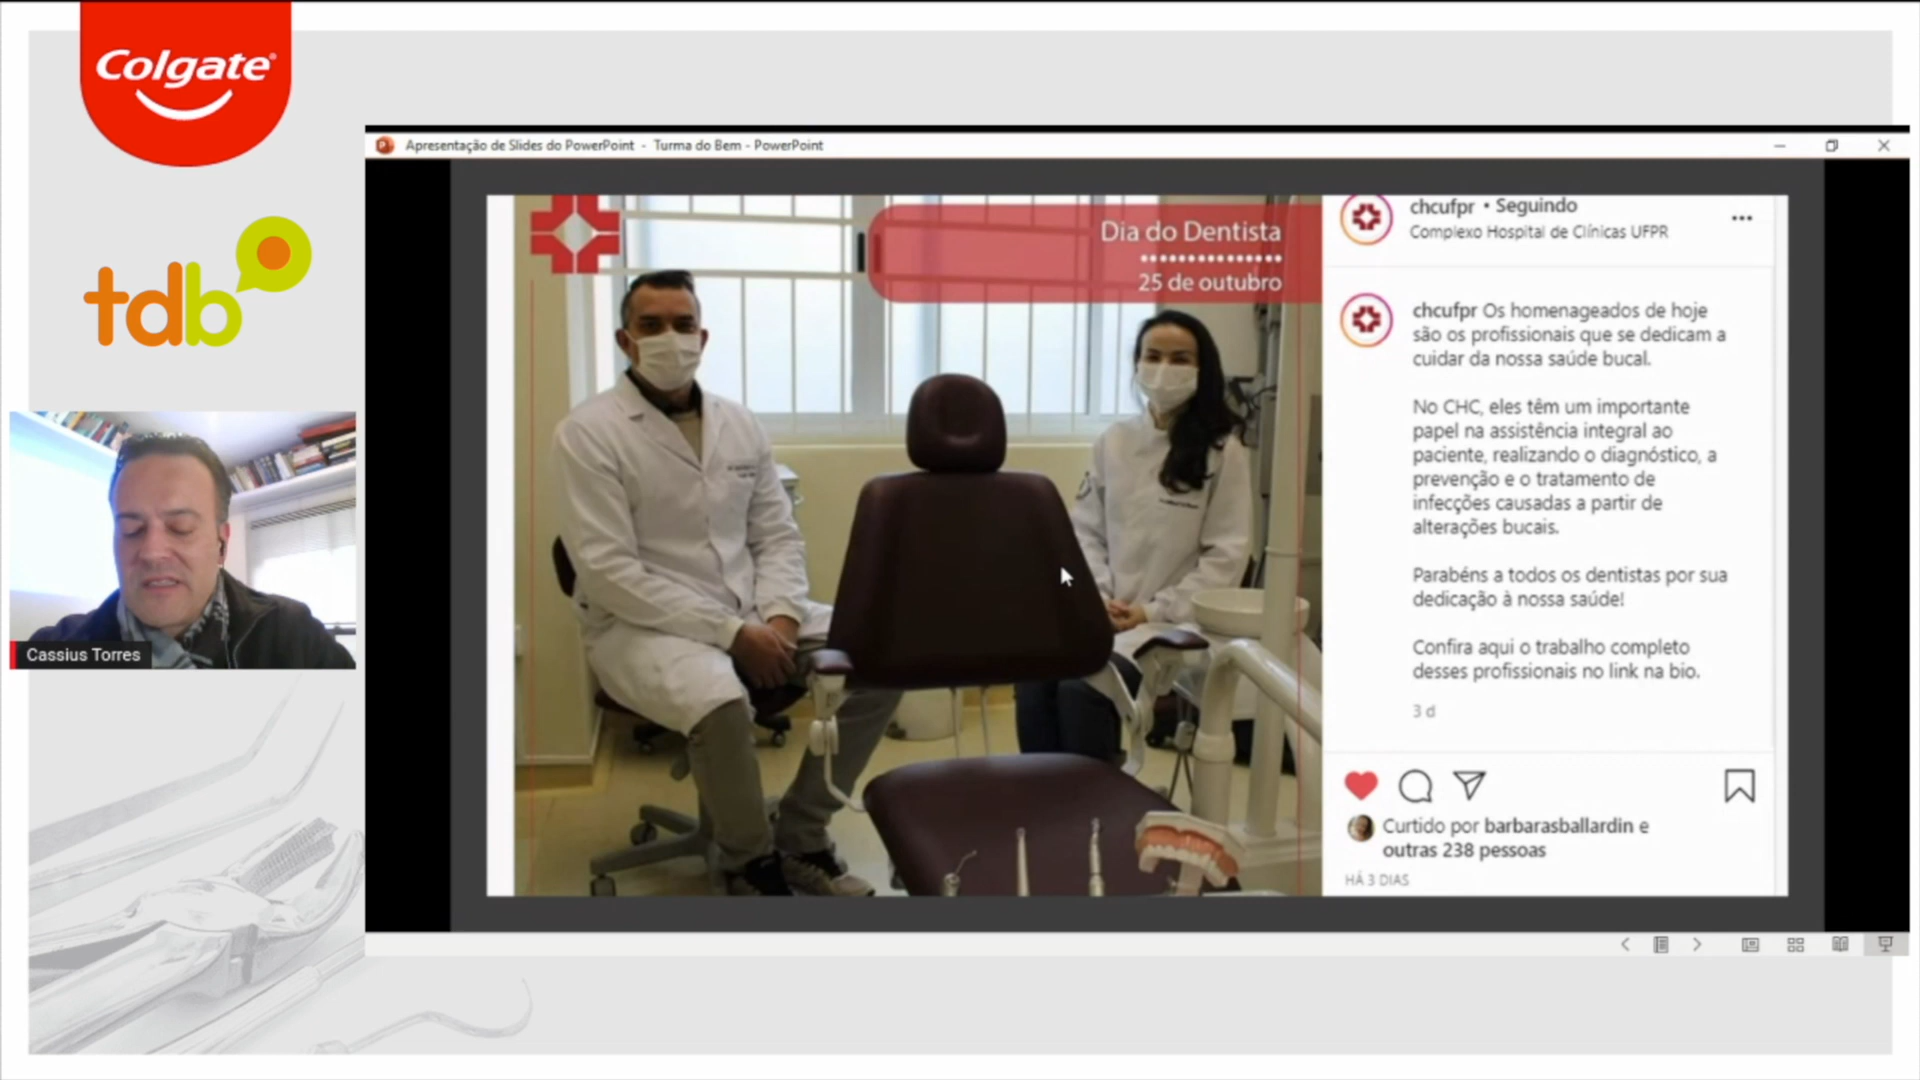 Colgate
tdb
Cassius Torres
Apresentação de Slides do PowerPoint - Turma do Bem - PowerPoint
Dia do Dentista
25 de outubro
chcufpr • Seguindo
Complexo Hospital de Clínicas UFPR
chcufpr Os homenageados de hoje
são os profissionais que se dedicam a
cuidar da nossa saúde bucal.
No CHC, eles têm um importante
papel na assistência integral ao
paciente, realizando o diagnóstico, a
prevenção e o tratamento de
infecções causadas a partir de
alterações bucais.
Parabéns a todos os dentistas por sua
dedicação à nossa saúde!
Confira aqui o trabalho completo
desses profissionais no link na bio.
3 d
Curtido por barbarasballardin e
outras 238 pessoas
HÁ 3 DIAS